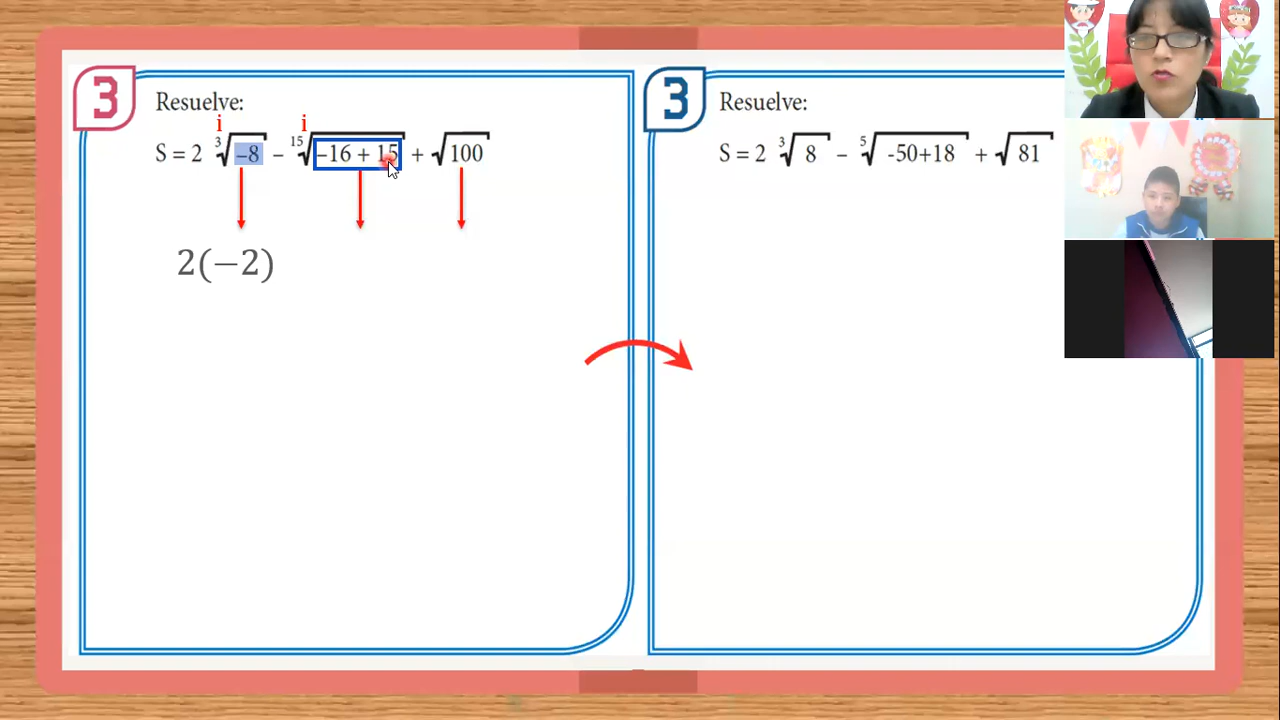 3
Resuelve:
i i
S = 2 ∛–8 – ¹⁵√–16 + 15 + √100
2(−2)
3
Resuelve:
S = 2 ∛8 – ⁵√-50+18 + √81